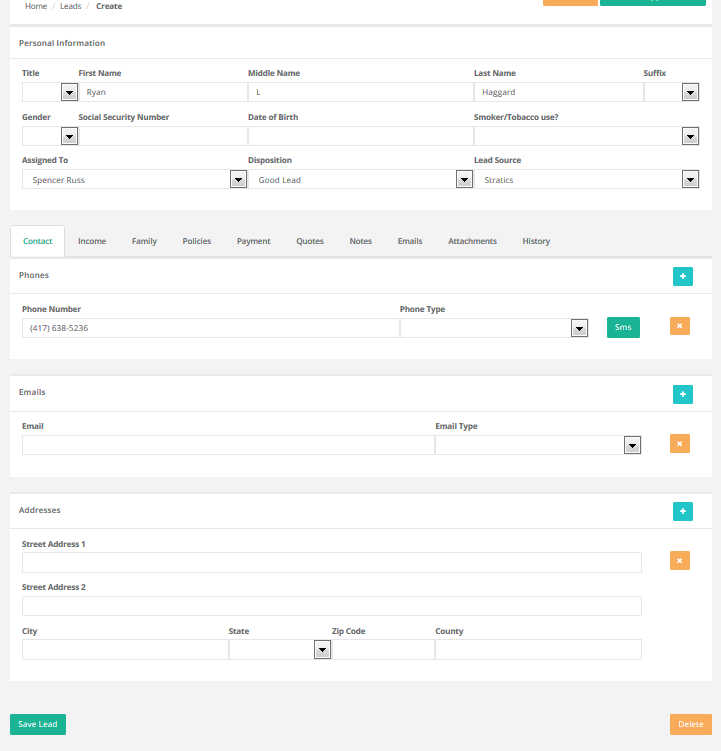 Home / Leads / Create
Personal Information
Title First Name Middle Name Last Name Suffix
Ryan L Haggard
Gender Social Security Number Date of Birth Smoker/Tobacco use?
Assigned To Disposition Lead Source
Spencer Russ Good Lead Stratics
Contact Income Family Policies Payment Quotes Notes Emails Attachments History
Phones
+
Phone Number Phone Type
(417) 638-5236 Sms ×
Emails
+
Email Email Type
×
Addresses
+
Street Address 1
×
Street Address 2
City State Zip Code County
Save Lead Delete